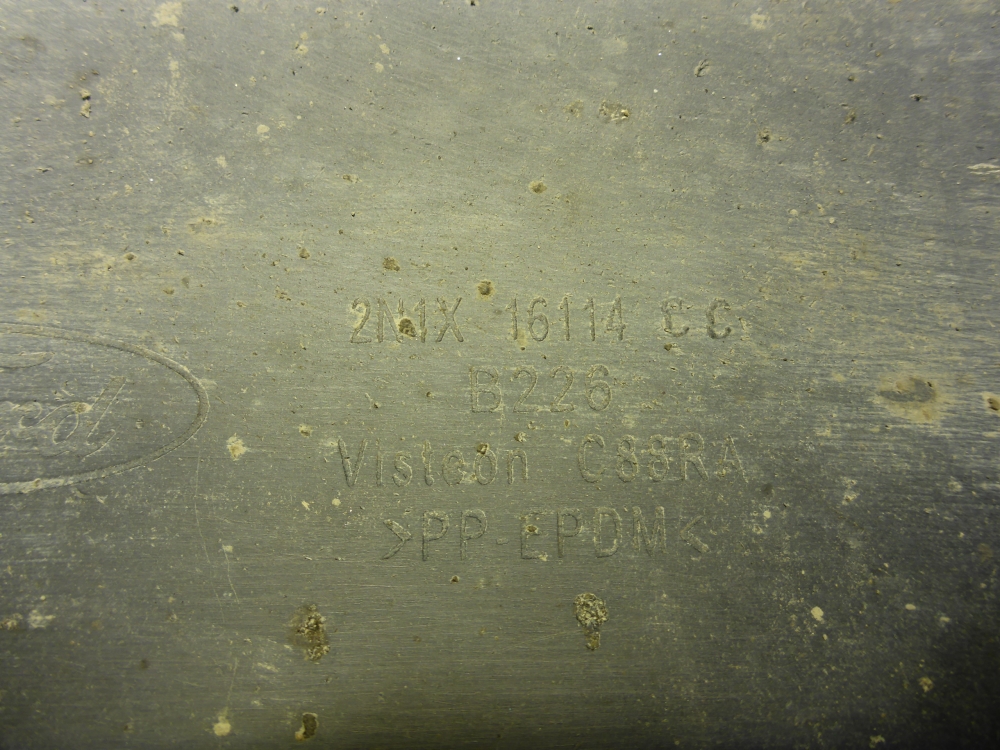 2N1X 16114 CC
B226
Visteon C88RA
>PP-EPDM<